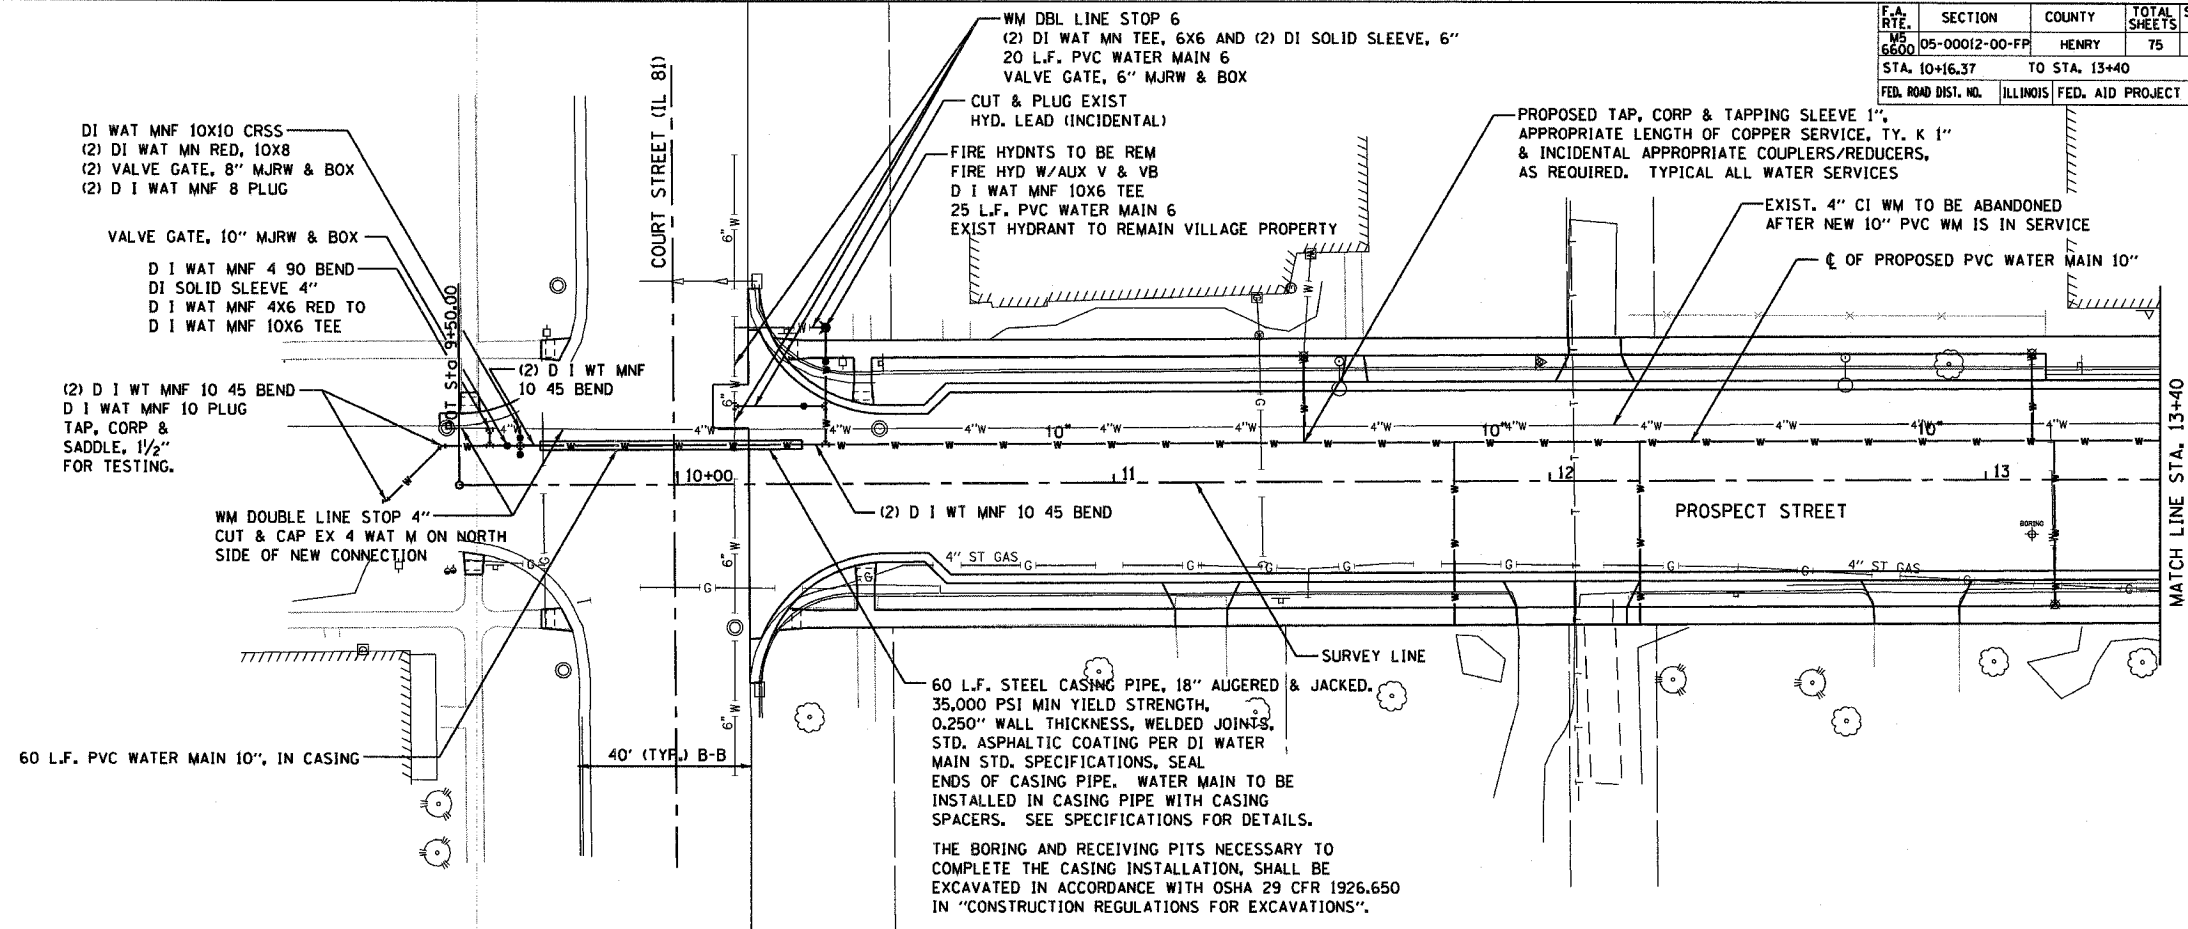 F.A. RTE. SECTION COUNTY TOTAL SHEETS
M5 6600 05-00012-00-FP HENRY 75
STA. 10+16.37 TO STA. 13+40
FED. ROAD DIST. NO. ILLINOIS FED. AID PROJECT
WM DBL LINE STOP 6
(2) DI WAT MN TEE, 6X6 AND (2) DI SOLID SLEEVE, 6"
20 L.F. PVC WATER MAIN 6
VALVE GATE, 6" MJRW & BOX
CUT & PLUG EXIST
HYD. LEAD (INCIDENTAL)
FIRE HYDNTS TO BE REM
FIRE HYD W/AUX V & VB
D I WAT MNF 10X6 TEE
25 L.F. PVC WATER MAIN 6
EXIST HYDRANT TO REMAIN VILLAGE PROPERTY
PROPOSED TAP, CORP & TAPPING SLEEVE 1",
APPROPRIATE LENGTH OF COPPER SERVICE, TY. K 1"
& INCIDENTAL APPROPRIATE COUPLERS/REDUCERS,
AS REQUIRED. TYPICAL ALL WATER SERVICES
EXIST. 4" CI WM TO BE ABANDONED
AFTER NEW 10" PVC WM IS IN SERVICE
℄ OF PROPOSED PVC WATER MAIN 10"
DI WAT MNF 10X10 CRSS
(2) DI WAT MN RED, 10X8
(2) VALVE GATE, 8" MJRW & BOX
(2) D I WAT MNF 8 PLUG
VALVE GATE, 10" MJRW & BOX
D I WAT MNF 4 90 BEND
DI SOLID SLEEVE 4"
D I WAT MNF 4X6 RED TO
D I WAT MNF 10X6 TEE
COURT STREET (IL 81)
Sta 9+50.00
(2) D I WT MNF
10 45 BEND
(2) D I WT MNF 10 45 BEND
D I WAT MNF 10 PLUG
TAP, CORP &
SADDLE, 1½"
FOR TESTING.
WM DOUBLE LINE STOP 4"
CUT & CAP EX 4 WAT M ON NORTH
SIDE OF NEW CONNECTION
60 L.F. PVC WATER MAIN 10", IN CASING
40' (TYP.) B-B
10+00
11
12
13
(2) D I WT MNF 10 45 BEND
PROSPECT STREET
BORING
MATCH LINE STA. 13+40
4" ST GAS
4" ST GAS
SURVEY LINE
60 L.F. STEEL CASING PIPE, 18" AUGERED & JACKED.
35,000 PSI MIN YIELD STRENGTH,
0.250" WALL THICKNESS, WELDED JOINTS,
STD. ASPHALTIC COATING PER DI WATER
MAIN STD. SPECIFICATIONS, SEAL
ENDS OF CASING PIPE. WATER MAIN TO BE
INSTALLED IN CASING PIPE WITH CASING
SPACERS. SEE SPECIFICATIONS FOR DETAILS.
THE BORING AND RECEIVING PITS NECESSARY TO
COMPLETE THE CASING INSTALLATION, SHALL BE
EXCAVATED IN ACCORDANCE WITH OSHA 29 CFR 1926.650
IN "CONSTRUCTION REGULATIONS FOR EXCAVATIONS".